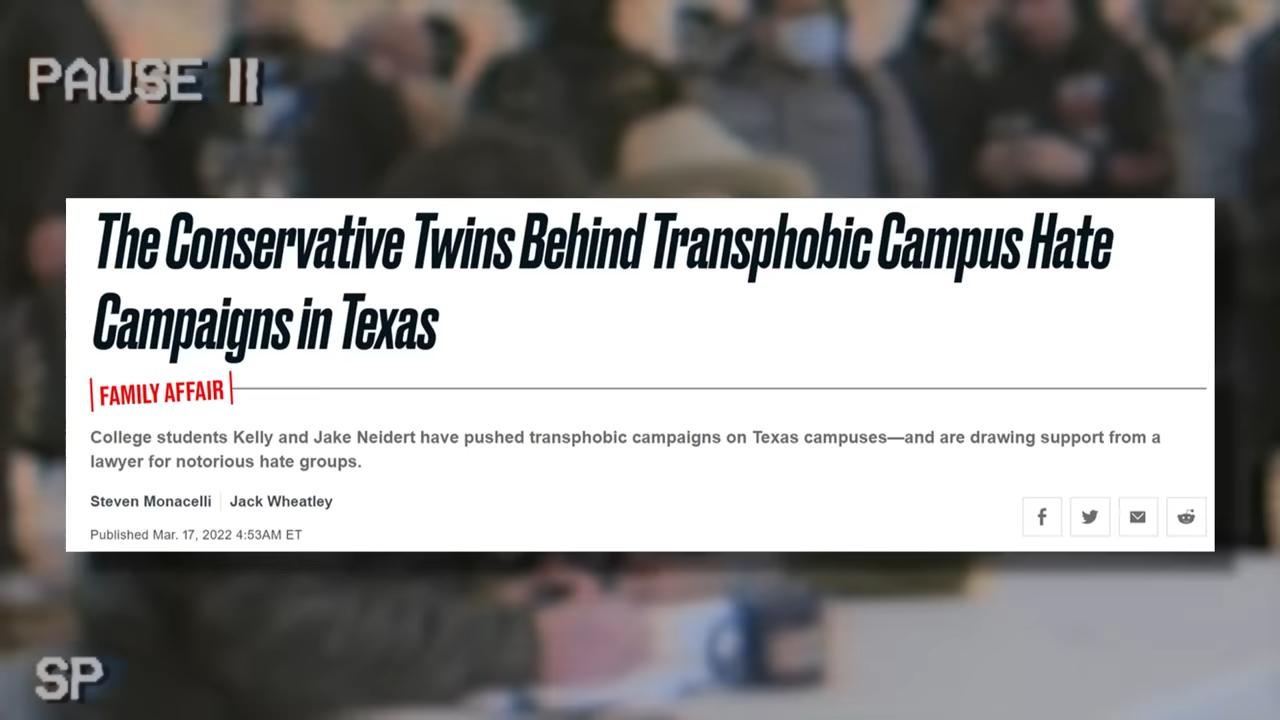 PAUSE II
The Conservative Twins Behind Transphobic Campus Hate
Campaigns in Texas
FAMILY AFFAIR
College students Kelly and Jake Neidert have pushed transphobic campaigns on Texas campuses—and are drawing support from a
lawyer for notorious hate groups.
Steven Monacelli | Jack Wheatley
Published Mar. 17, 2022 4:53AM ET
SP